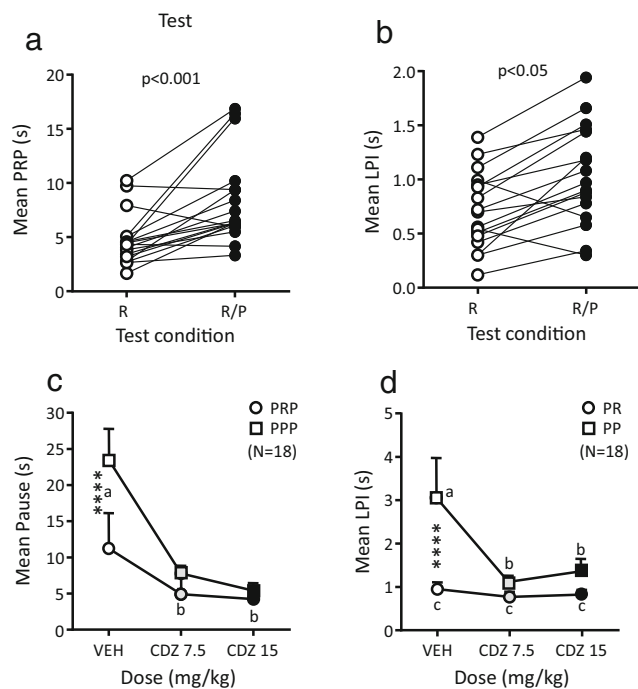 Test
a
p<0.001
20
15
10
5
0
Mean PRP (s)
R
R/P
Test condition
b
p<0.05
2.0
1.5
1.0
0.5
0.0
Mean LPI (s)
R
R/P
Test condition
c
PRP
PPP
(N=18)
30
25
20
15
10
5
0
Mean Pause (s)
****
a
b
b
VEH
CDZ 7.5
CDZ 15
Dose (mg/kg)
d
PR
PP
(N=18)
5
4
3
2
1
0
Mean LPI (s)
a
****
b
b
c
c
c
VEH
CDZ 7.5
CDZ 15
Dose (mg/kg)